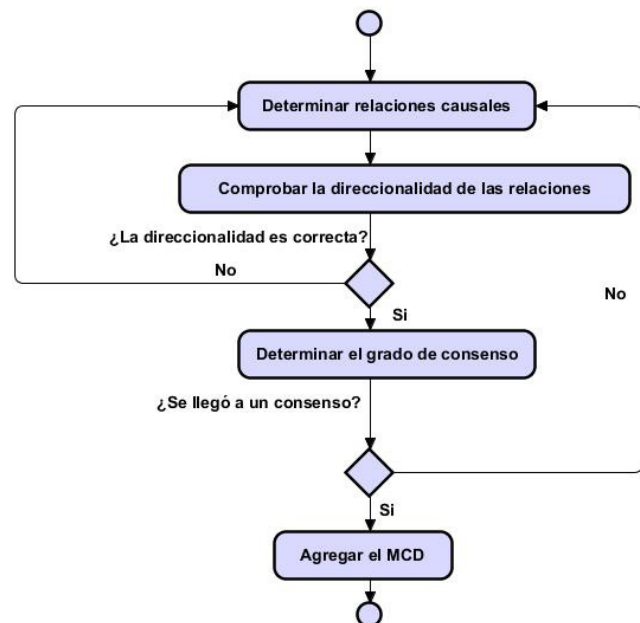 Determinar relaciones causales
Comprobar la direccionalidad de las relaciones
¿La direccionalidad es correcta?
No
No
Si
Determinar el grado de consenso
¿Se llegó a un consenso?
Si
Agregar el MCD